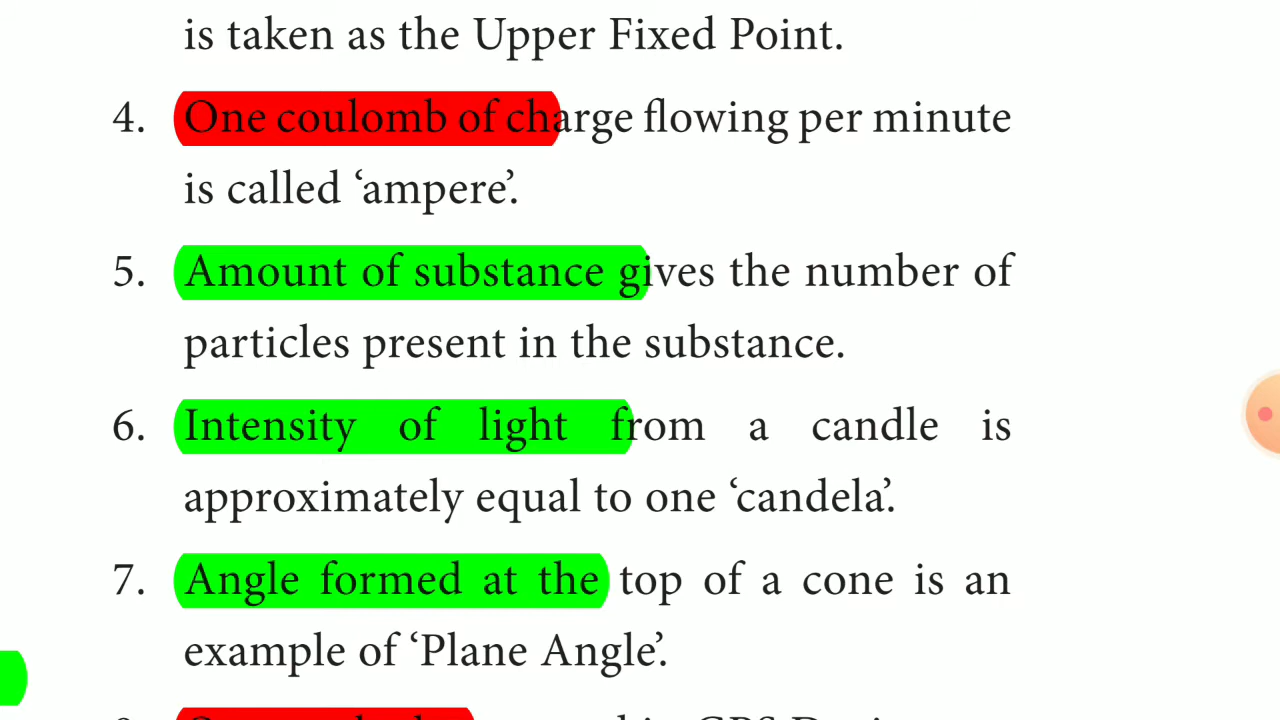 is taken as the Upper Fixed Point.
4. One coulomb of charge flowing per minute
is called ‘ampere’.
5. Amount of substance gives the number of
particles present in the substance.
6. Intensity of light from a candle is
approximately equal to one ‘candela’.
7. Angle formed at the top of a cone is an
example of ‘Plane Angle’.
GPS